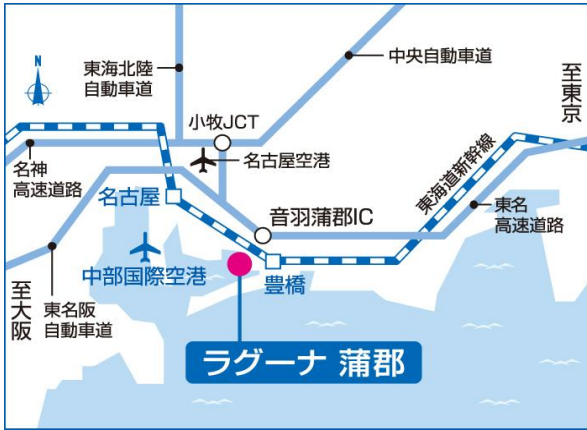 N
東海北陸
自動車道
中央自動車道
至東京
小牧JCT
名神
高速道路
名古屋空港
東海道新幹線
名古屋
音羽蒲郡IC
東名
高速道路
中部国際空港
豊橋
至大阪
東名阪
自動車道
ラグーナ 蒲郡